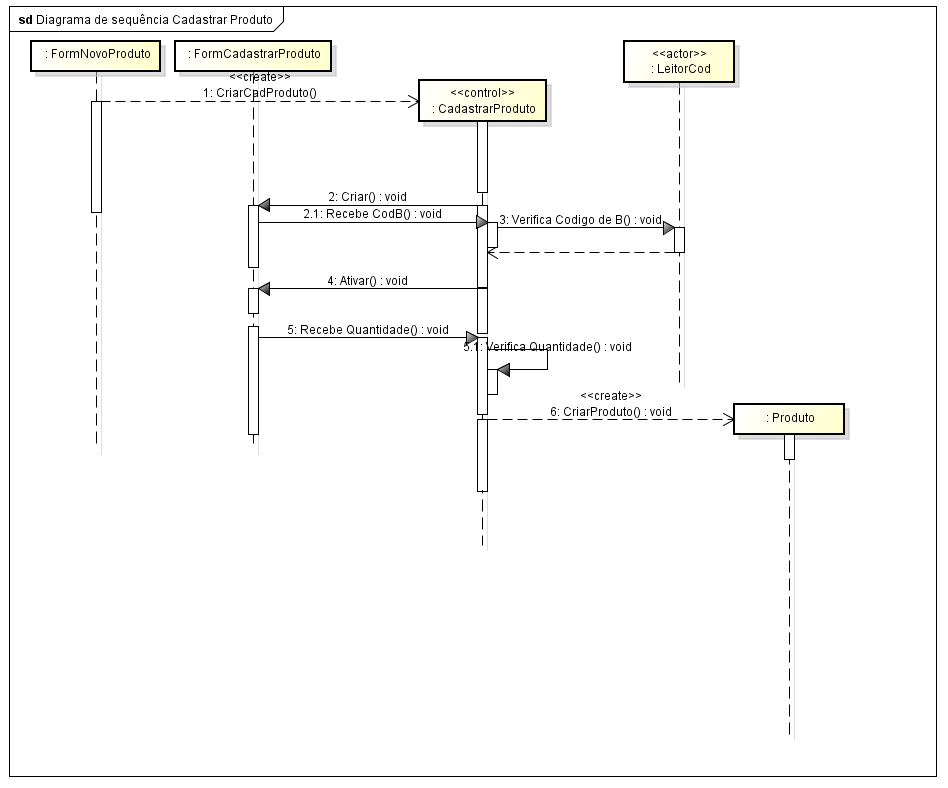 sd Diagrama de sequência Cadastrar Produto
: FormNovoProduto
: FormCadastrarProduto
<<actor>>
: LeitorCod
<<create>>
1: CriarCadProduto()
<<control>>
: CadastrarProduto
2: Criar() : void
2.1: Recebe CodB() : void
3: Verifica Codigo de B() : void
4: Ativar() : void
5: Recebe Quantidade() : void
5.1: Verifica Quantidade() : void
<<create>>
6: CriarProduto() : void
: Produto